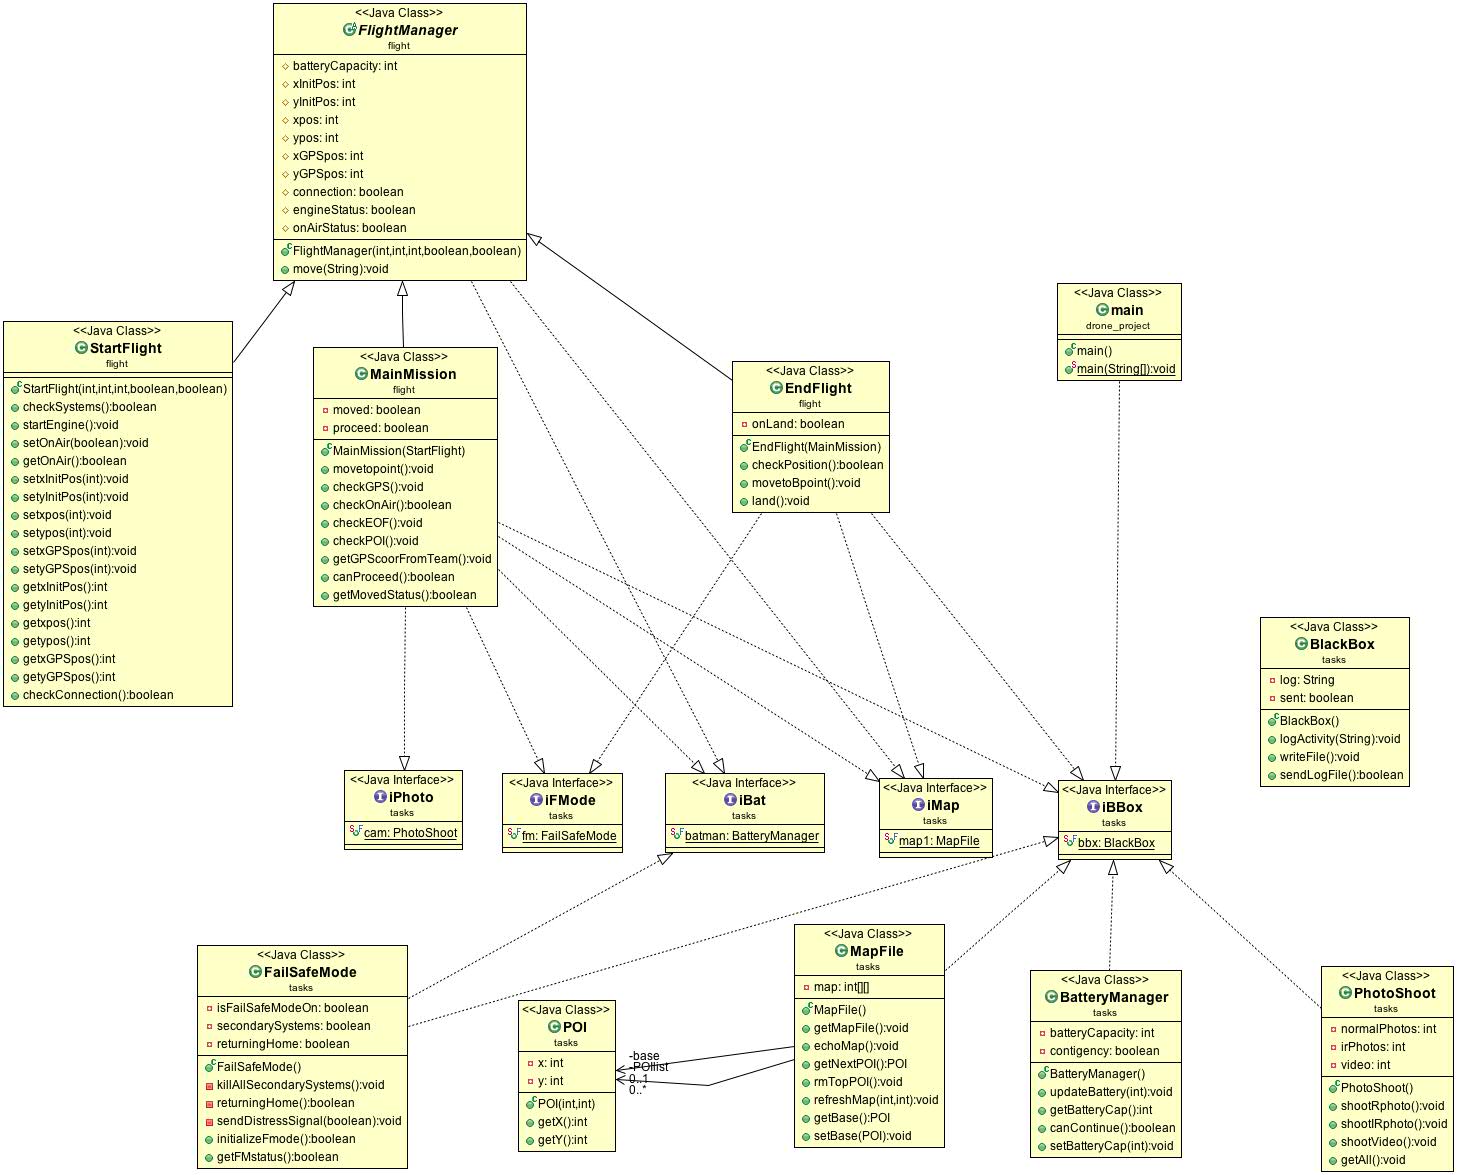 <<Java Class>>
FlightManager
flight
batteryCapacity: int
xInitPos: int
yInitPos: int
xpos: int
ypos: int
xGPSpos: int
yGPSpos: int
connection: boolean
engineStatus: boolean
onAirStatus: boolean
FlightManager(int,int,int,boolean,boolean)
move(String):void
<<Java Class>>
StartFlight
flight
StartFlight(int,int,int,boolean,boolean)
checkSystems():boolean
startEngine():void
setOnAir(boolean):void
getOnAir():boolean
setxInitPos(int):void
setyInitPos(int):void
setxpos(int):void
setypos(int):void
setxGPSpos(int):void
setyGPSpos(int):void
getxInitPos():int
getyInitPos():int
getxpos():int
getypos():int
getxGPSpos():int
getyGPSpos():int
checkConnection():boolean
<<Java Class>>
MainMission
flight
moved: boolean
proceed: boolean
MainMission(StartFlight)
movetopoint():void
checkGPS():void
checkOnAir():boolean
checkEOF():void
checkPOI():void
getGPScoorFromTeam():void
canProceed():boolean
getMovedStatus():boolean
<<Java Class>>
EndFlight
flight
onLand: boolean
EndFlight(MainMission)
checkPosition():boolean
movetoBpoint():void
land():void
<<Java Class>>
main
drone_project
main()
main(String[]):void
<<Java Class>>
BlackBox
tasks
log: String
sent: boolean
BlackBox()
logActivity(String):void
writeFile():void
sendLogFile():boolean
<<Java Interface>>
iPhoto
tasks
cam: PhotoShoot
<<Java Interface>>
iFMode
tasks
fm: FailSafeMode
<<Java Interface>>
iBat
tasks
batman: BatteryManager
<<Java Interface>>
iMap
tasks
map1: MapFile
<<Java Interface>>
iBBox
tasks
bbx: BlackBox
<<Java Class>>
FailSafeMode
tasks
isFailSafeModeOn: boolean
secondarySystems: boolean
returningHome: boolean
FailSafeMode()
killAllSecondarySystems():void
returningHome():boolean
sendDistressSignal(boolean):void
initializeFmode():boolean
getFMstatus():boolean
<<Java Class>>
POI
tasks
x: int
y: int
POI(int,int)
getX():int
getY():int
-base
-POIlist
0..1
0..*
<<Java Class>>
MapFile
tasks
map: int[][]
MapFile()
getMapFile():void
echoMap():void
getNextPOI():POI
rmTopPOI():void
refreshMap(int,int):void
getBase():POI
setBase(POI):void
<<Java Class>>
BatteryManager
tasks
batteryCapacity: int
contigency: boolean
BatteryManager()
updateBattery(int):void
getBatteryCap():int
canContinue():boolean
setBatteryCap(int):void
<<Java Class>>
PhotoShoot
tasks
normalPhotos: int
irPhotos: int
video: int
PhotoShoot()
shootRphoto():void
shootIRphoto():void
shootVideo():void
getAll():void